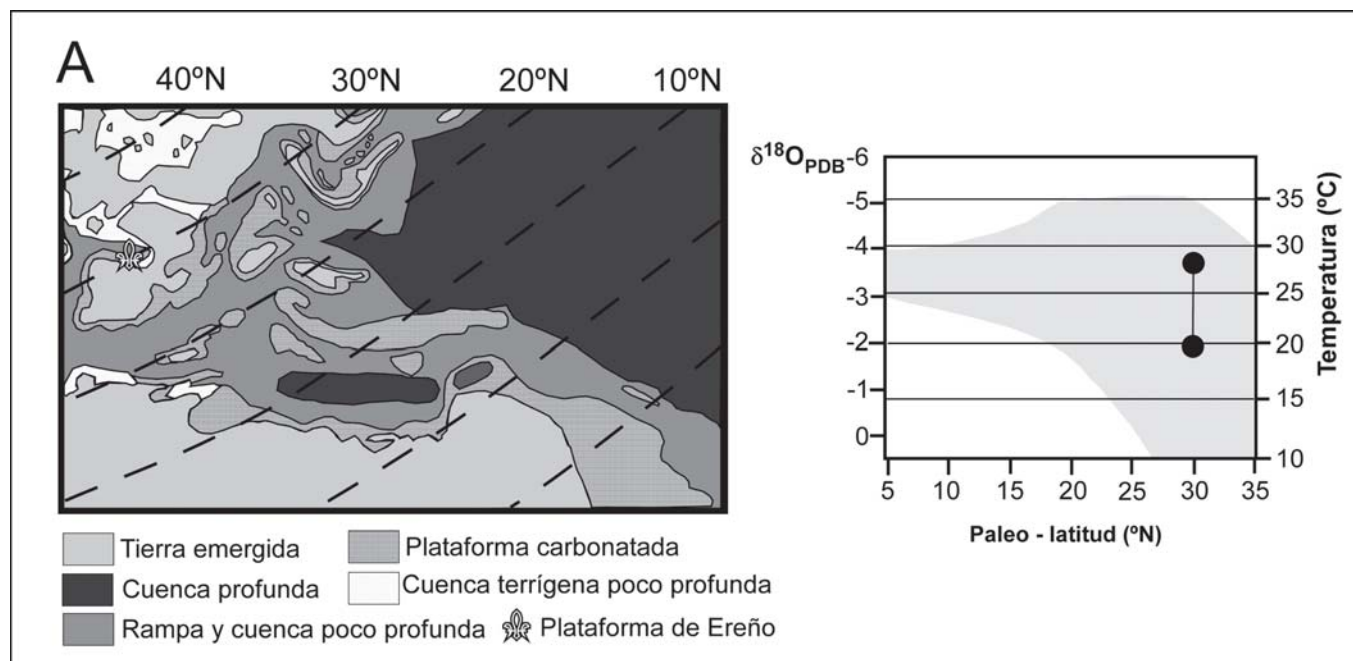 A
40ºN 30ºN 20ºN 10ºN
Tierra emergida
Cuenca profunda
Rampa y cuenca poco profunda
Plataforma carbonatada
Cuenca terrígena poco profunda
Plataforma de Ereño
δ18OPDB
-6
-5
-4
-3
-2
-1
0
35
30
25
20
15
10
Temperatura (ºC)
5 10 15 20 25 30 35
Paleo - latitud (ºN)